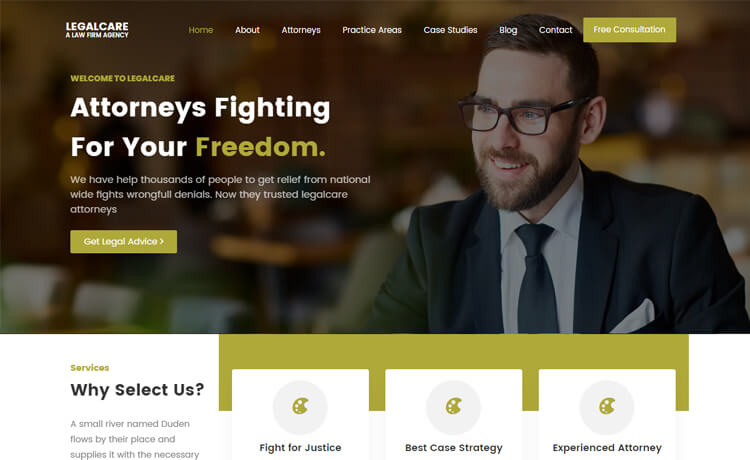 LEGALCARE
A LAW FIRM AGENCY
Home About Attorneys Practice Areas Case Studies Blog Contact Free Consultation
WELCOME TO LEGALCARE
Attorneys Fighting
For Your Freedom.
We have help thousands of people to get relief from national
wide fights wrongfull denials. Now they trusted legalcare
attorneys
Get Legal Advice >
Services
Why Select Us?
A small river named Duden
flows by their place and
supplies it with the necessary
Fight for Justice
Best Case Strategy
Experienced Attorney